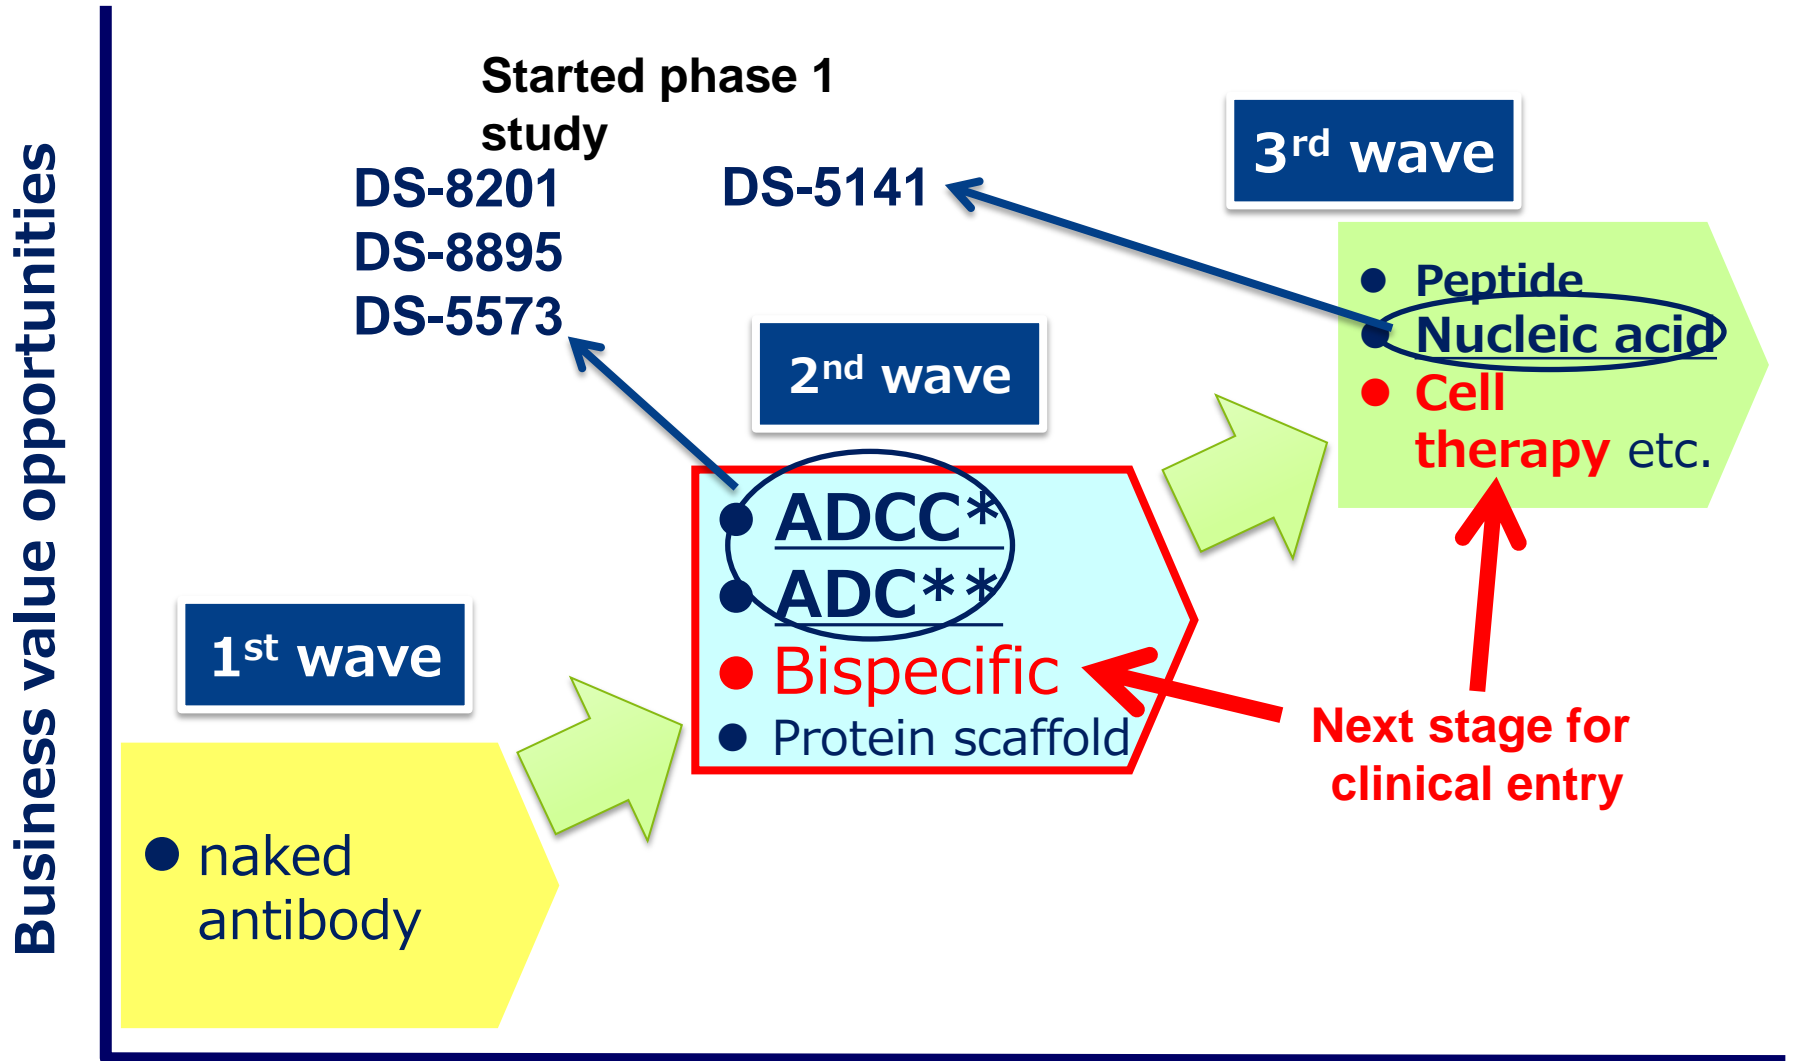 Business value opportunities
Started phase 1
study
DS-8201
DS-8895
DS-5573
DS-5141
1st wave
naked
antibody
2nd wave
ADCC*
ADC**
Bispecific
Protein scaffold
3rd wave
Peptide
Nucleic acid
Cell
therapy etc.
Next stage for
clinical entry